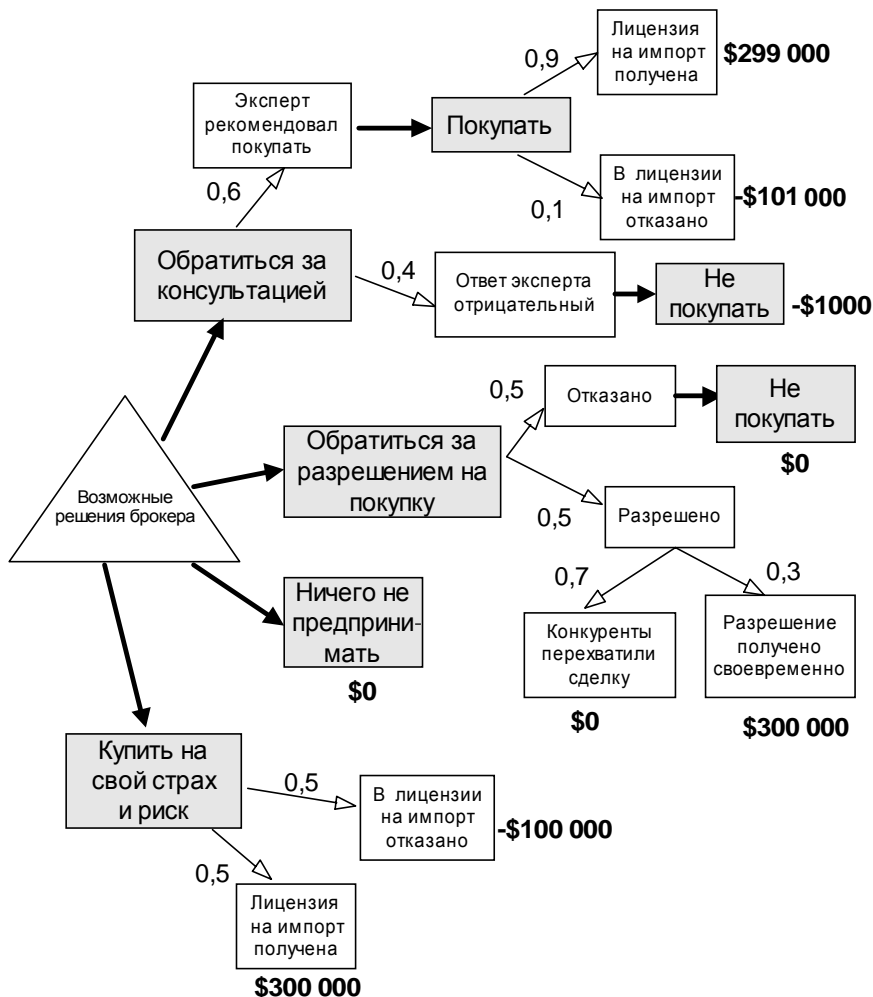 Лицензия
на импорт
получена
$299 000
0,9
Эксперт
рекомендовал
покупать
Покупать
0,6
0,1
В лицензии
на импорт
отказано
-$101 000
Обратиться за
консультацией
0,4
Ответ эксперта
отрицательный
Не
покупать
-$1000
Возможные
решения брокера
Обратиться за
разрешением на
покупку
0,5
Отказано
Не
покупать
$0
0,5
Разрешено
0,7
0,3
Конкуренты
перехватили
сделку
$0
Разрешение
получено
своевременно
$300 000
Ничего не
предприни-
мать
$0
Купить на
свой страх
и риск
0,5
В лицензии
на импорт
отказано
-$100 000
0,5
Лицензия
на импорт
получена
$300 000